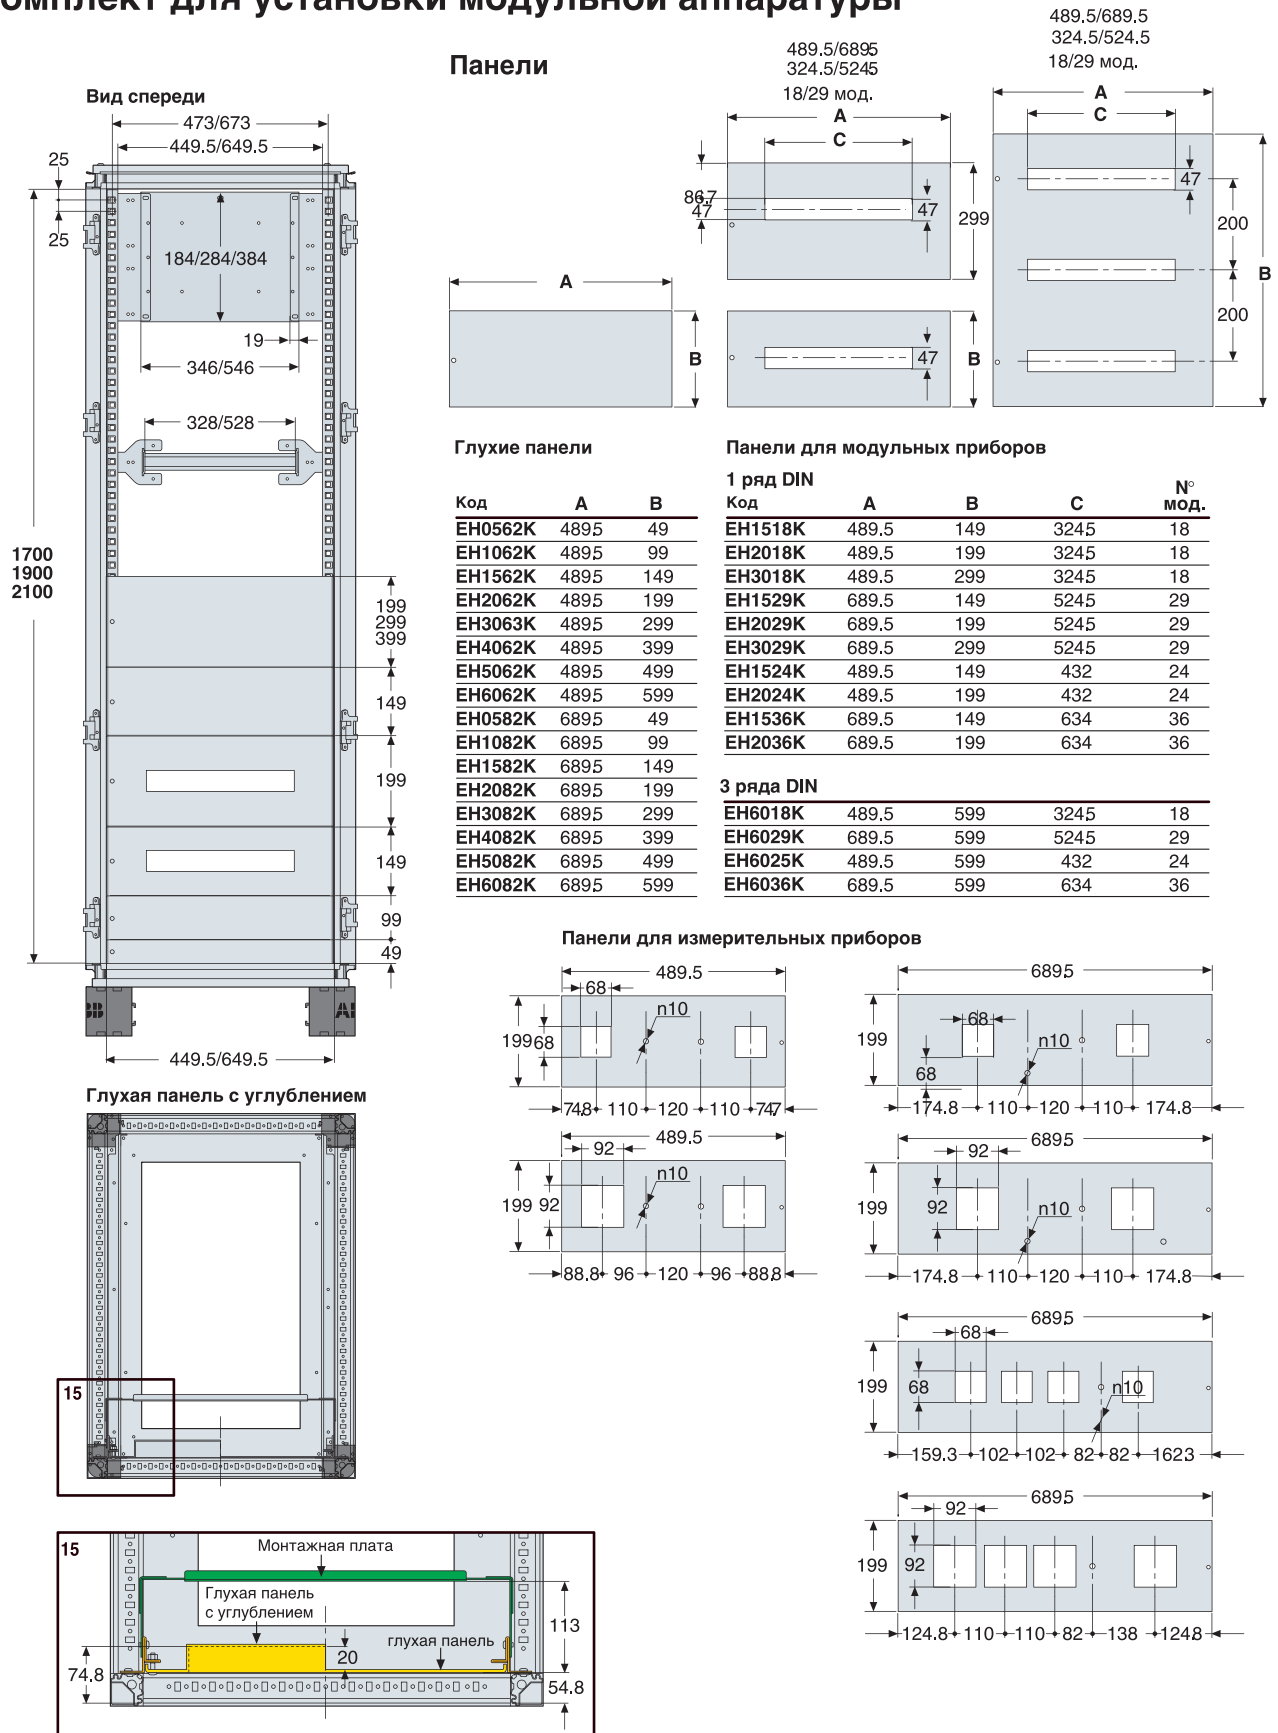 омплект для установки модульной аппаратуры
Панели
489.5/689.5
324.5/524.5
18/29 мод.
A
C
47
86.7
47
299
489.5/689.5
324.5/524.5
18/29 мод.
A
C
47
200
200
B
A
B
47
B
Вид спереди
473/673
449.5/649.5
25
25
184/284/384
19
346/546
328/528
1700
1900
2100
199
299
399
149
199
149
99
49
449.5/649.5
Глухие панели
Код A B
EH0562K 489.5 49
EH1062K 489.5 99
EH1562K 489.5 149
EH2062K 489.5 199
EH3063K 489.5 299
EH4062K 489.5 399
EH5062K 489.5 499
EH6062K 489.5 599
EH0582K 689.5 49
EH1082K 689.5 99
EH1582K 689.5 149
EH2082K 689.5 199
EH3082K 689.5 299
EH4082K 689.5 399
EH5082K 689.5 499
EH6082K 689.5 599
Панели для модульных приборов
1 ряд DIN
Код A B C N° мод.
EH1518K 489.5 149 324.5 18
EH2018K 489.5 199 324.5 18
EH3018K 489.5 299 324.5 18
EH1529K 689.5 149 524.5 29
EH2029K 689.5 199 524.5 29
EH3029K 689.5 299 524.5 29
EH1524K 489.5 149 432 24
EH2024K 489.5 199 432 24
EH1536K 689.5 149 634 36
EH2036K 689.5 199 634 36
3 ряда DIN
EH6018K 489.5 599 324.5 18
EH6029K 689.5 599 524.5 29
EH6025K 489.5 599 432 24
EH6036K 689.5 599 634 36
Панели для измерительных приборов
489.5
68
n10
199 68
74.8 110 120 110 74.7
489.5
92
n10
199 92
88.8 96 120 96 88.8
689.5
68
n10
199
68
174.8 110 120 110 174.8
689.5
92
n10
199 92
174.8 110 120 110 174.8
689.5
68
199 68
n10
159.3 102 102 82 82 162.3
689.5
92
199 92
124.8 110 110 82 138 124.8
Глухая панель с углублением
15
15
Монтажная плата
Глухая панель
с углублением
глухая панель
20
113
74.8
54.8